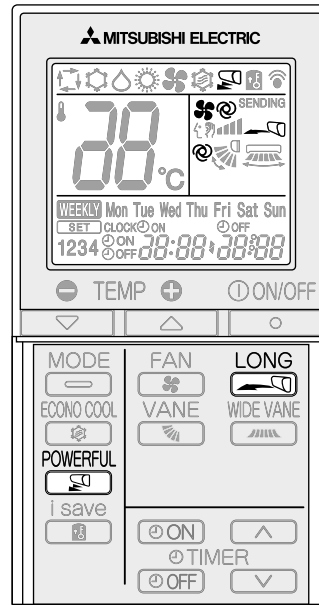 MITSUBISHI ELECTRIC
SENDING
88
°C
WEEKLY Mon Tue Wed Thu Fri Sat Sun
SET CLOCK ON OFF
1234 ON OFF 88:88 88:88
TEMP ON/OFF
MODE FAN LONG
ECONO COOL VANE WIDE VANE
POWERFUL
i save
ON
TIMER
OFF